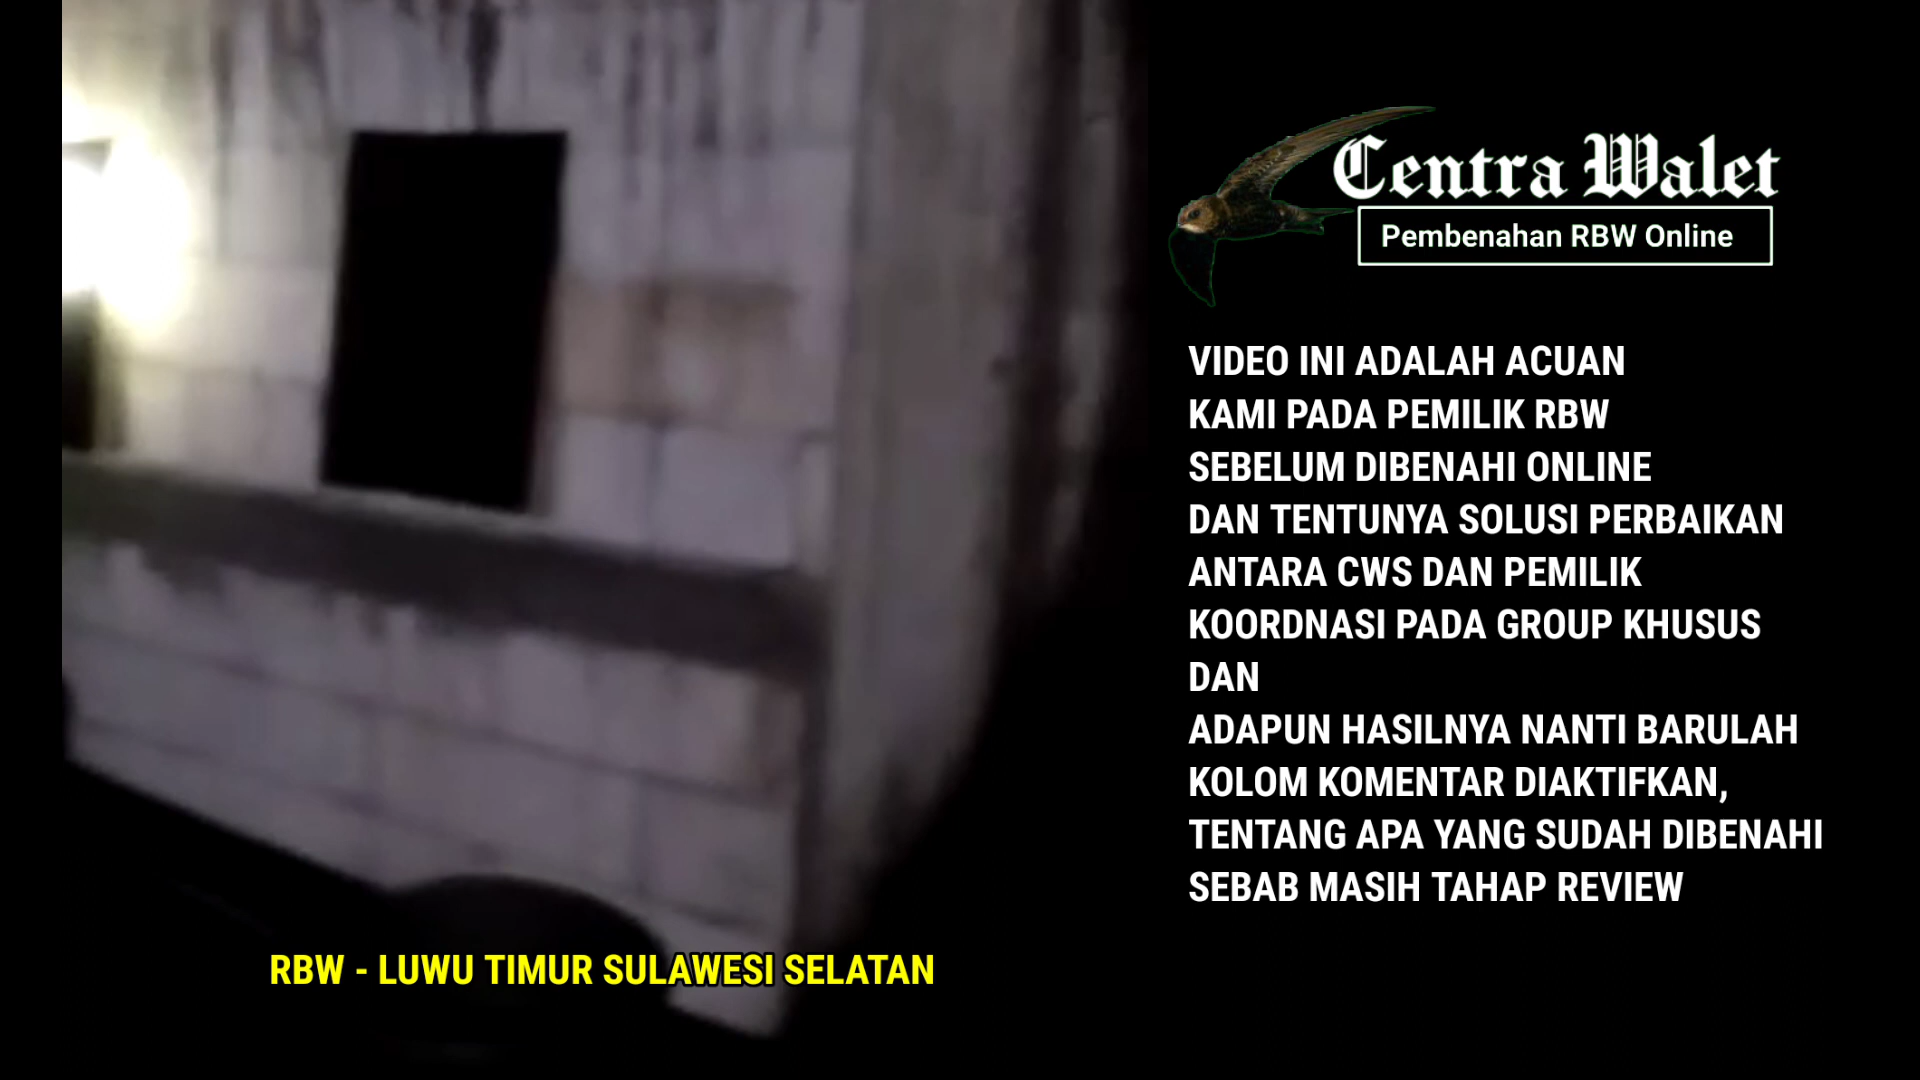 Centra Walet
Pembenahan RBW Online
VIDEO INI ADALAH ACUAN
KAMI PADA PEMILIK RBW
SEBELUM DIBENAHI ONLINE
DAN TENTUNYA SOLUSI PERBAIKAN
ANTARA CWS DAN PEMILIK
KOORDNASI PADA GROUP KHUSUS
DAN
ADAPUN HASILNYA NANTI BARULAH
KOLOM KOMENTAR DIAKTIFKAN,
TENTANG APA YANG SUDAH DIBENAHI
SEBAB MASIH TAHAP REVIEW
RBW - LUWU TIMUR SULAWESI SELATAN